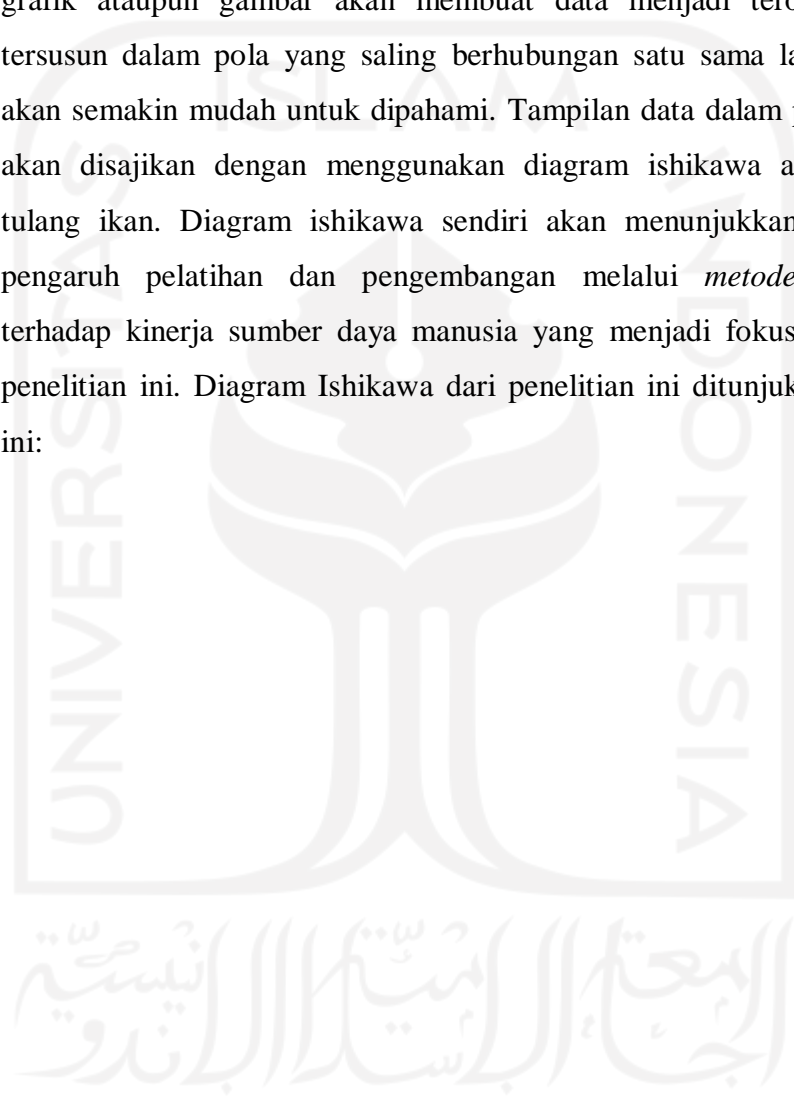 grafik ataupun gambar akan membuat data menjadi
tersusun dalam pola yang saling berhubungan satu sama
akan semakin mudah untuk dipahami. Tampilan data dalam
akan disajikan dengan menggunakan diagram ishikawa
tulang ikan. Diagram ishikawa sendiri akan menunjukkan
pengaruh pelatihan dan pengembangan melalui metode
terhadap kinerja sumber daya manusia yang menjadi fokus
penelitian ini. Diagram Ishikawa dari penelitian ini
ini:
ISLAM
UNIVERSITAS
INDONESIA